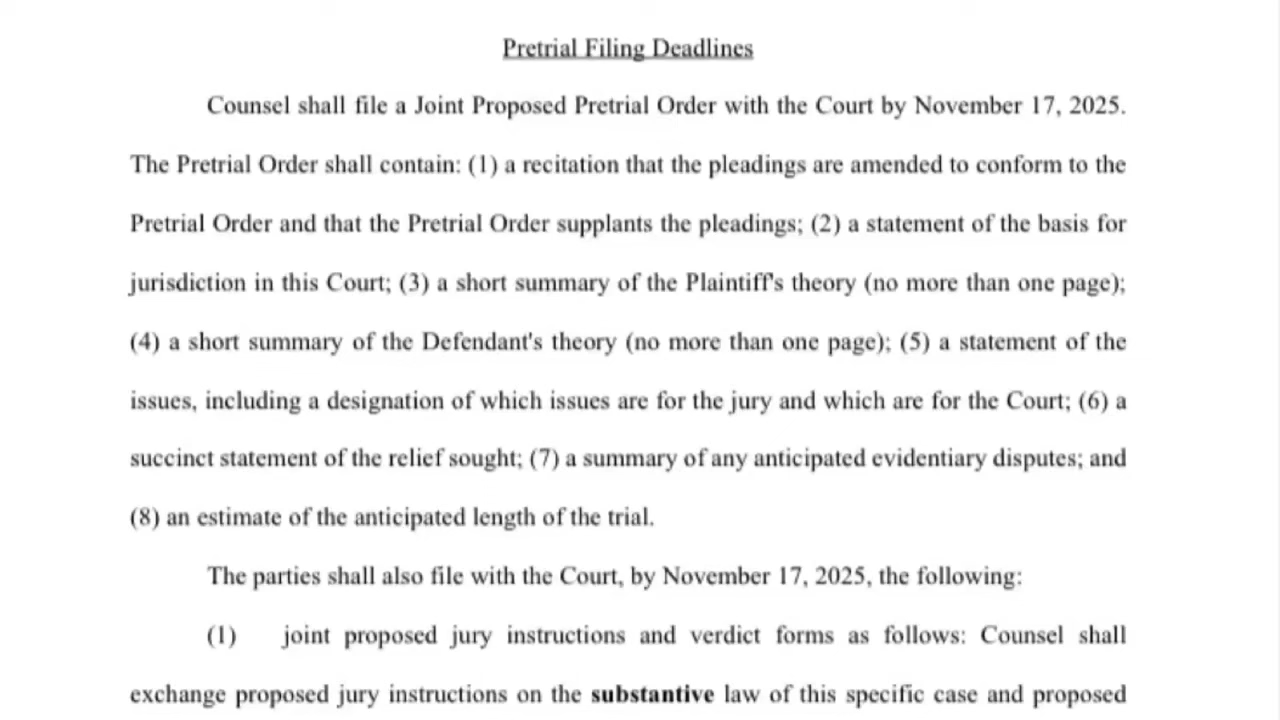 Pretrial Filing Deadlines
Counsel shall file a Joint Proposed Pretrial Order with the Court by November 17, 2025.
The Pretrial Order shall contain: (1) a recitation that the pleadings are amended to conform to the
Pretrial Order and that the Pretrial Order supplants the pleadings; (2) a statement of the basis for
jurisdiction in this Court; (3) a short summary of the Plaintiff's theory (no more than one page);
(4) a short summary of the Defendant's theory (no more than one page); (5) a statement of the
issues, including a designation of which issues are for the jury and which are for the Court; (6) a
succinct statement of the relief sought; (7) a summary of any anticipated evidentiary disputes; and
(8) an estimate of the anticipated length of the trial.
The parties shall also file with the Court, by November 17, 2025, the following:
(1) joint proposed jury instructions and verdict forms as follows: Counsel shall
exchange proposed jury instructions on the substantive law of this specific case and proposed